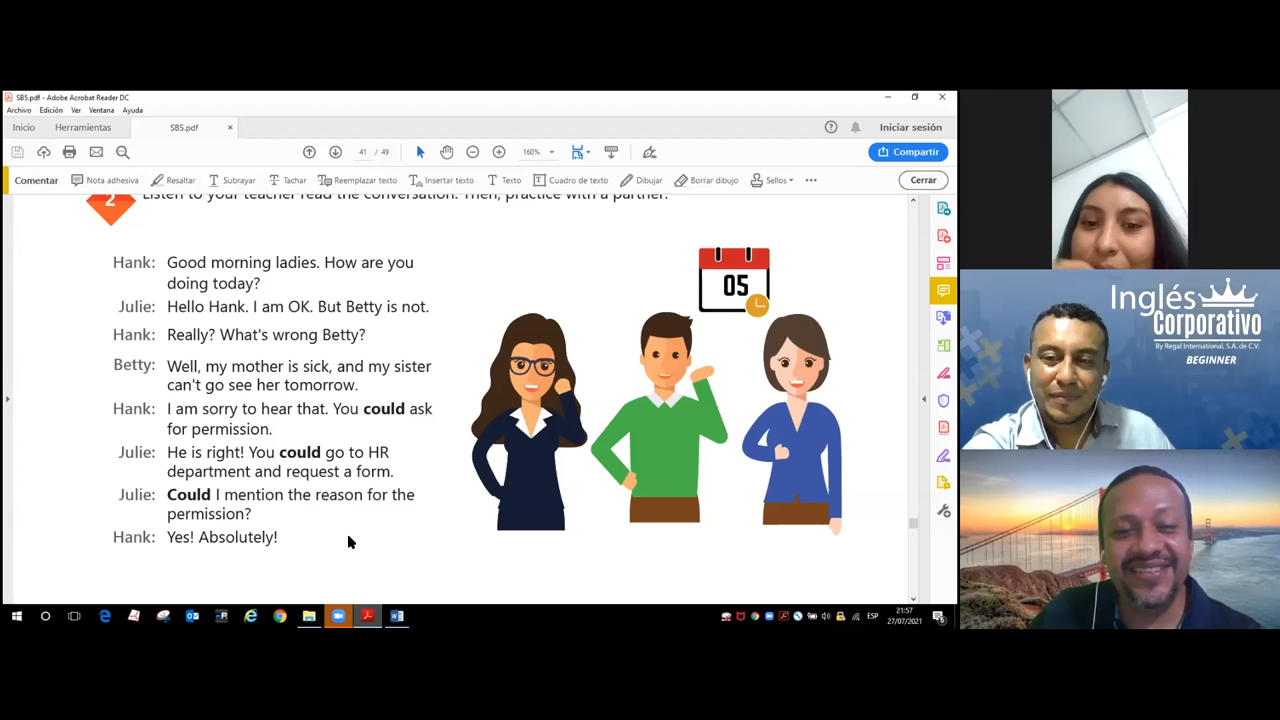 SB5.pdf - Adobe Acrobat Reader DC
Archivo Edición Ver Ventana Ayuda
Inicio Herramientas SB5.pdf × Iniciar sesión
41 / 49 160% Compartir
Comentar Nota adhesiva Resaltar Subrayar Tachar Reemplazar texto Insertar texto Texto Cuadro de texto Dibujar Borrar dibujo Sellos Cerrar
2 Listen to your teacher read the conversation. Then, practice with a partner.
Hank: Good morning ladies. How are you
doing today?
Julie: Hello Hank. I am OK. But Betty is not.
Hank: Really? What's wrong Betty?
Betty: Well, my mother is sick, and my sister
can't go see her tomorrow.
Hank: I am sorry to hear that. You could ask
for permission.
Julie: He is right! You could go to HR
department and request a form.
Julie: Could I mention the reason for the
permission?
Hank: Yes! Absolutely!
05
Inglés
Corporativo
By Regal International, S.A. de C.V.
BEGINNER
ESP
21:57
27/07/2021